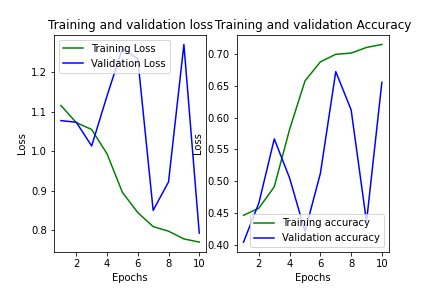 Training and validation loss
Training Loss
Validation Loss
Loss
1.2
1.1
1.0
0.9
0.8
2 4 6 8 10
Epochs
Training and validation Accuracy
Loss
0.70
0.65
0.60
0.55
0.50
0.45
0.40
Training accuracy
Validation accuracy
2 4 6 8 10
Epochs